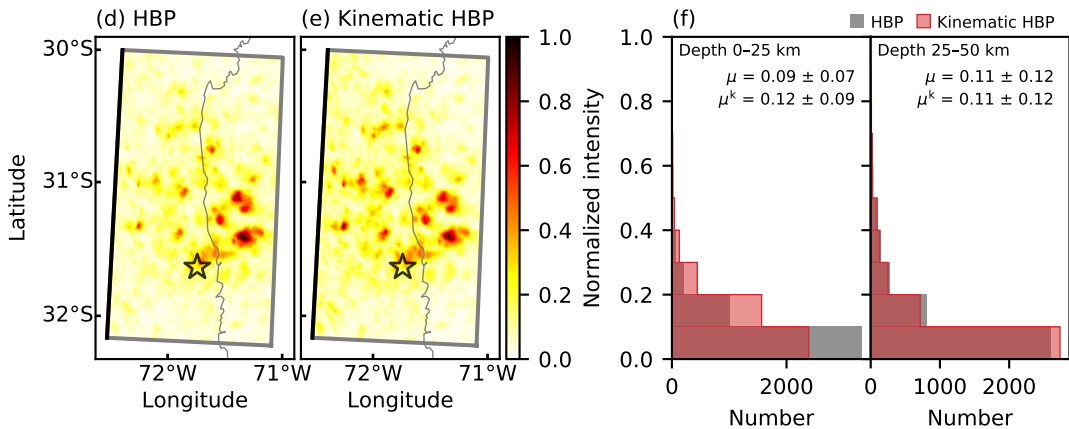 (d) HBP
(e) Kinematic HBP
(f)
HBP
Kinematic HBP
30°S
31°S
32°S
Latitude
72°W
71°W
Longitude
72°W
71°W
Longitude
1.0
0.8
0.6
0.4
0.2
0.0
Normalized intensity
1.0
0.8
0.6
0.4
0.2
0.0
Depth 0–25 km
μ = 0.09 ± 0.07
μᵏ = 0.12 ± 0.09
0
2000
Number
Depth 25–50 km
μ = 0.11 ± 0.12
μᵏ = 0.11 ± 0.12
0
1000
2000
Number